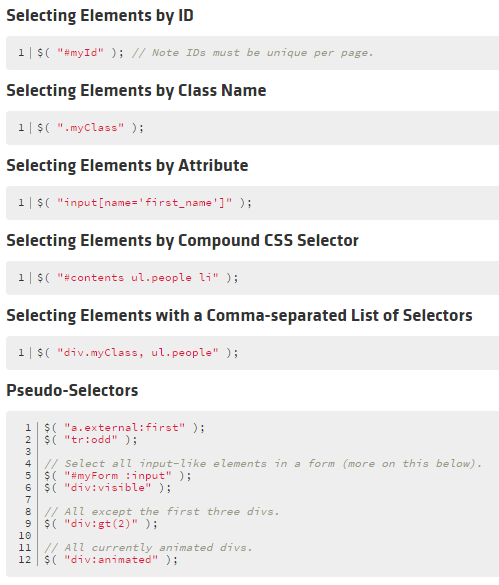 Selecting Elements by ID
1 $( "#myId" ); // Note IDs must be unique per page.
Selecting Elements by Class Name
1 $( ".myClass" );
Selecting Elements by Attribute
1 $( "input[name='first_name']" );
Selecting Elements by Compound CSS Selector
1 $( "#contents ul.people li" );
Selecting Elements with a Comma-separated List of Selectors
1 $( "div.myClass, ul.people" );
Pseudo-Selectors
1 $( "a.external:first" );
2 $( "tr:odd" );
3
4 // Select all input-like elements in a form (more on this below).
5 $( "#myForm :input" );
6 $( "div:visible" );
7
8 // All except the first three divs.
9 $( "div:gt(2)" );
10
11 // All currently animated divs.
12 $( "div:animated" );